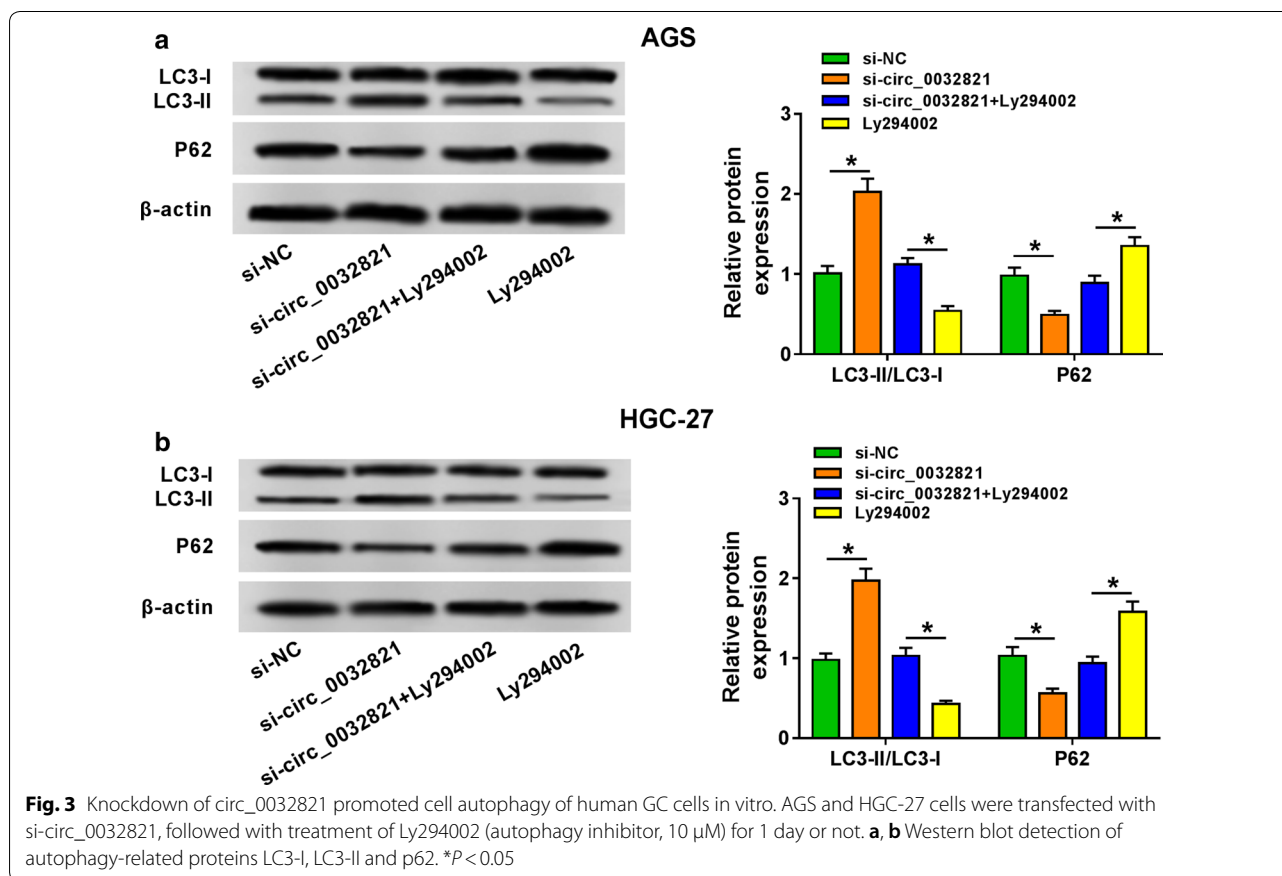 a
AGS
LC3-I
LC3-II
P62
β-actin
si-NC
si-circ_0032821
si-circ_0032821+Ly294002
Ly294002
si-NC
si-circ_0032821
si-circ_0032821+Ly294002
Ly294002
Relative protein
expression
3
2
1
0
*
*
*
*
LC3-II/LC3-I
P62
HGC-27
b
LC3-I
LC3-II
P62
β-actin
si-NC
si-circ_0032821
si-circ_0032821+Ly294002
Ly294002
si-NC
si-circ_0032821
si-circ_0032821+Ly294002
Ly294002
Relative protein
expression
3
2
1
0
*
*
*
*
LC3-II/LC3-I
P62
Fig. 3 Knockdown of circ_0032821 promoted cell autophagy of human GC cells in vitro. AGS and HGC-27 cells were transfected with
si-circ_0032821, followed with treatment of Ly294002 (autophagy inhibitor, 10 μM) for 1 day or not. a, b Western blot detection of
autophagy-related proteins LC3-I, LC3-II and p62. *P < 0.05